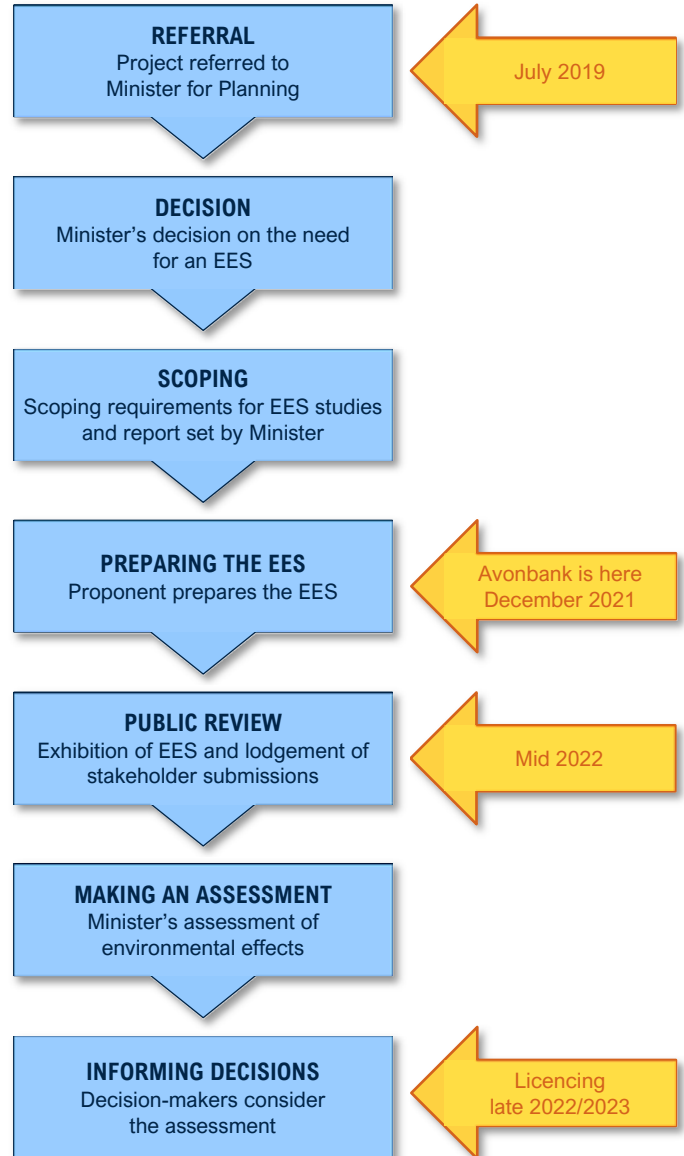 REFERRAL
Project referred to
Minister for Planning
July 2019
DECISION
Minister’s decision on the need
for an EES
SCOPING
Scoping requirements for EES studies
and report set by Minister
PREPARING THE EES
Proponent prepares the EES
Avonbank is here
December 2021
PUBLIC REVIEW
Exhibition of EES and lodgement of
stakeholder submissions
Mid 2022
MAKING AN ASSESSMENT
Minister’s assessment of
environmental effects
INFORMING DECISIONS
Decision-makers consider
the assessment
Licencing
late 2022/2023